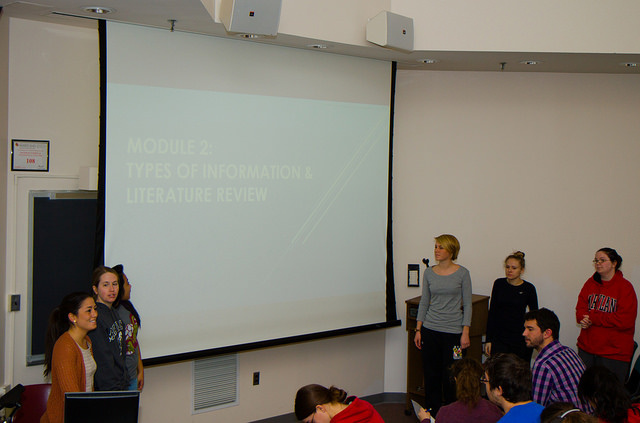 MODULE 2:
TYPES OF INFORMATION &
LITERATURE REVIEW